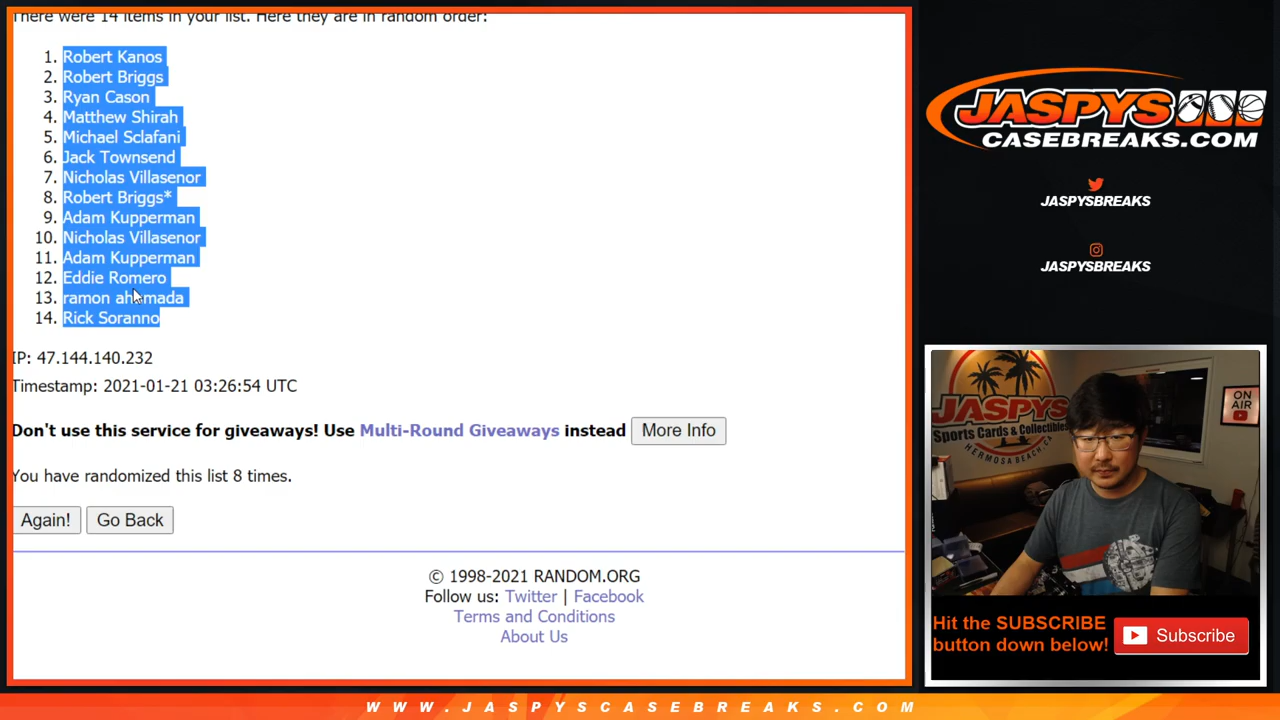 There were 14 items in your list. Here they are in random order:
1. Robert Kanos
2. Robert Briggs
3. Ryan Cason
4. Matthew Shirah
5. Michael Sclafani
6. Jack Townsend
7. Nicholas Villasenor
8. Robert Briggs*
9. Adam Kupperman
10. Nicholas Villasenor
11. Adam Kupperman
12. Eddie Romero
13. ramon ahumada
14. Rick Soranno
IP: 47.144.140.232
Timestamp: 2021-01-21 03:26:54 UTC
Don't use this service for giveaways! Use Multi-Round Giveaways instead More Info
You have randomized this list 8 times.
Again! Go Back
© 1998-2021 RANDOM.ORG
Follow us: Twitter | Facebook
Terms and Conditions
About Us
JASPYS
CASEBREAKS.COM
JASPYSBREAKS
JASPYSBREAKS
JASPYS
Sports Cards & Collectibles
HERMOSA BEACH, CA
ON
AIR
Hit the SUBSCRIBE
button down below!
Subscribe
WWW.JASPYSCASEBREAKS.COM